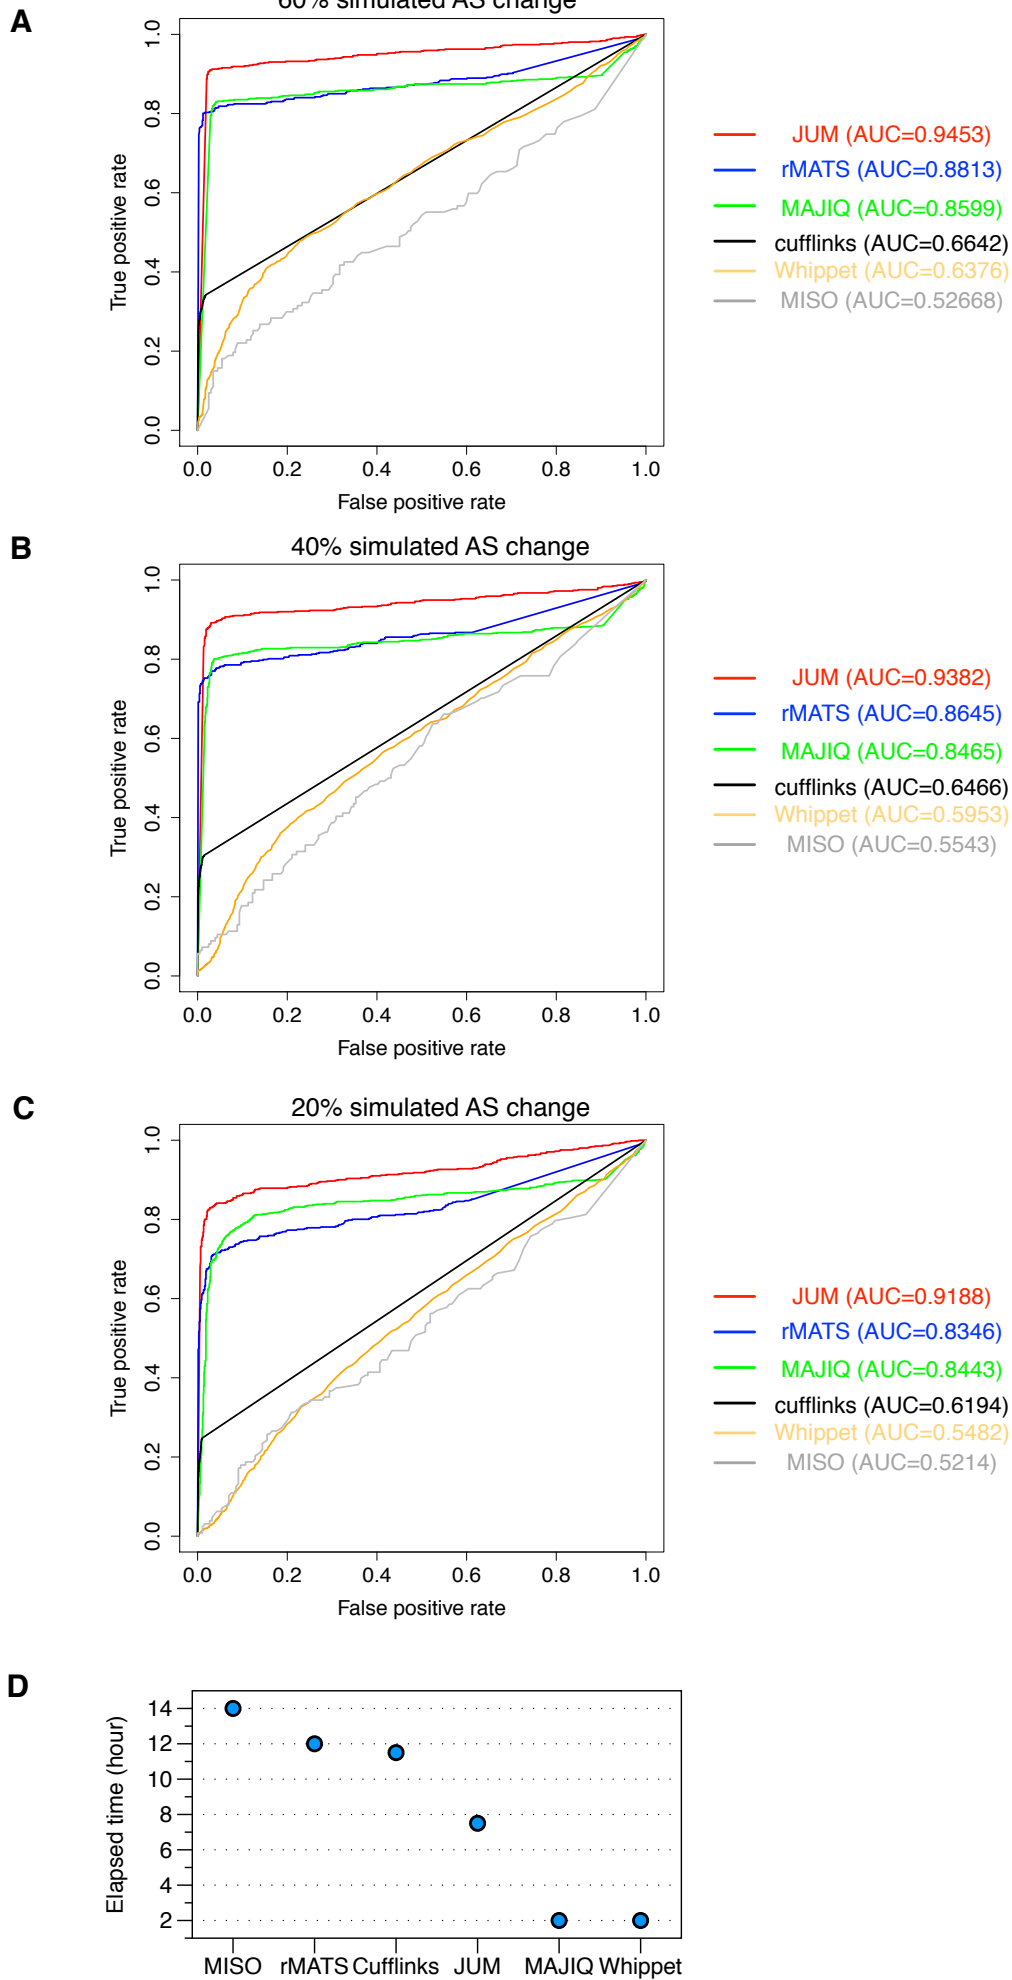 A
60% simulated AS change
1.0
0.8
0.6
0.4
0.2
0.0
True positive rate
0.0 0.2 0.4 0.6 0.8 1.0
False positive rate
JUM (AUC=0.9453)
rMATS (AUC=0.8813)
MAJIQ (AUC=0.8599)
cufflinks (AUC=0.6642)
Whippet (AUC=0.6376)
MISO (AUC=0.52668)
B
40% simulated AS change
1.0
0.8
0.6
0.4
0.2
0.0
True positive rate
0.0 0.2 0.4 0.6 0.8 1.0
False positive rate
JUM (AUC=0.9382)
rMATS (AUC=0.8645)
MAJIQ (AUC=0.8465)
cufflinks (AUC=0.6466)
Whippet (AUC=0.5953)
MISO (AUC=0.5543)
C
20% simulated AS change
1.0
0.8
0.6
0.4
0.2
0.0
True positive rate
0.0 0.2 0.4 0.6 0.8 1.0
False positive rate
JUM (AUC=0.9188)
rMATS (AUC=0.8346)
MAJIQ (AUC=0.8443)
cufflinks (AUC=0.6194)
Whippet (AUC=0.5482)
MISO (AUC=0.5214)
D
Elapsed time (hour)
14
12
10
8
6
4
2
MISO rMATS Cufflinks JUM MAJIQ Whippet